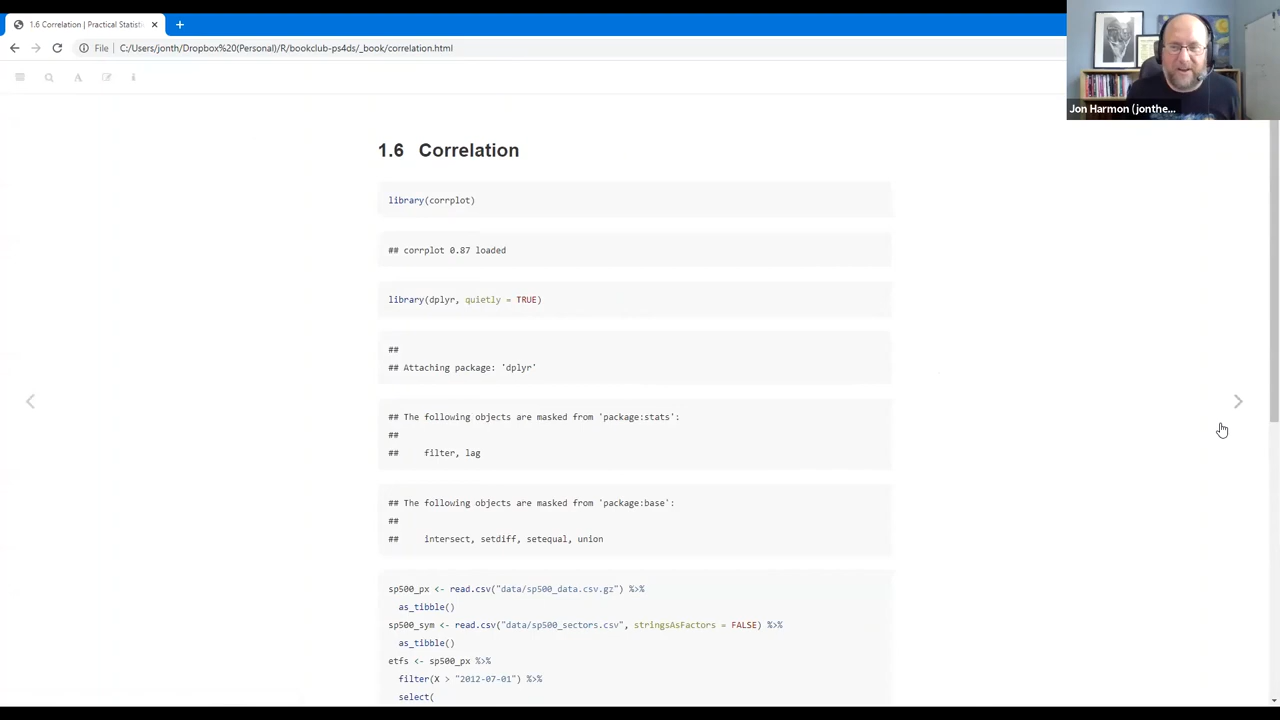 1.6 Correlation | Practical Statist
File
C:/Users/jonth/Dropbox%20(Personal)/R/bookclub-ps4ds/_book/correlation.html
Jon Harmon (jonthe...
1.6 Correlation
library(corrplot)
## corrplot 0.87 loaded
library(dplyr, quietly = TRUE)
##
## Attaching package: 'dplyr'
## The following objects are masked from 'package:stats':
##
##     filter, lag
## The following objects are masked from 'package:base':
##
##     intersect, setdiff, setequal, union
sp500_px <- read.csv("data/sp500_data.csv.gz") %>%
  as_tibble()
sp500_sym <- read.csv("data/sp500_sectors.csv", stringsAsFactors = FALSE) %>%
  as_tibble()
etfs <- sp500_px %>%
  filter(X > "2012-07-01") %>%
  select(